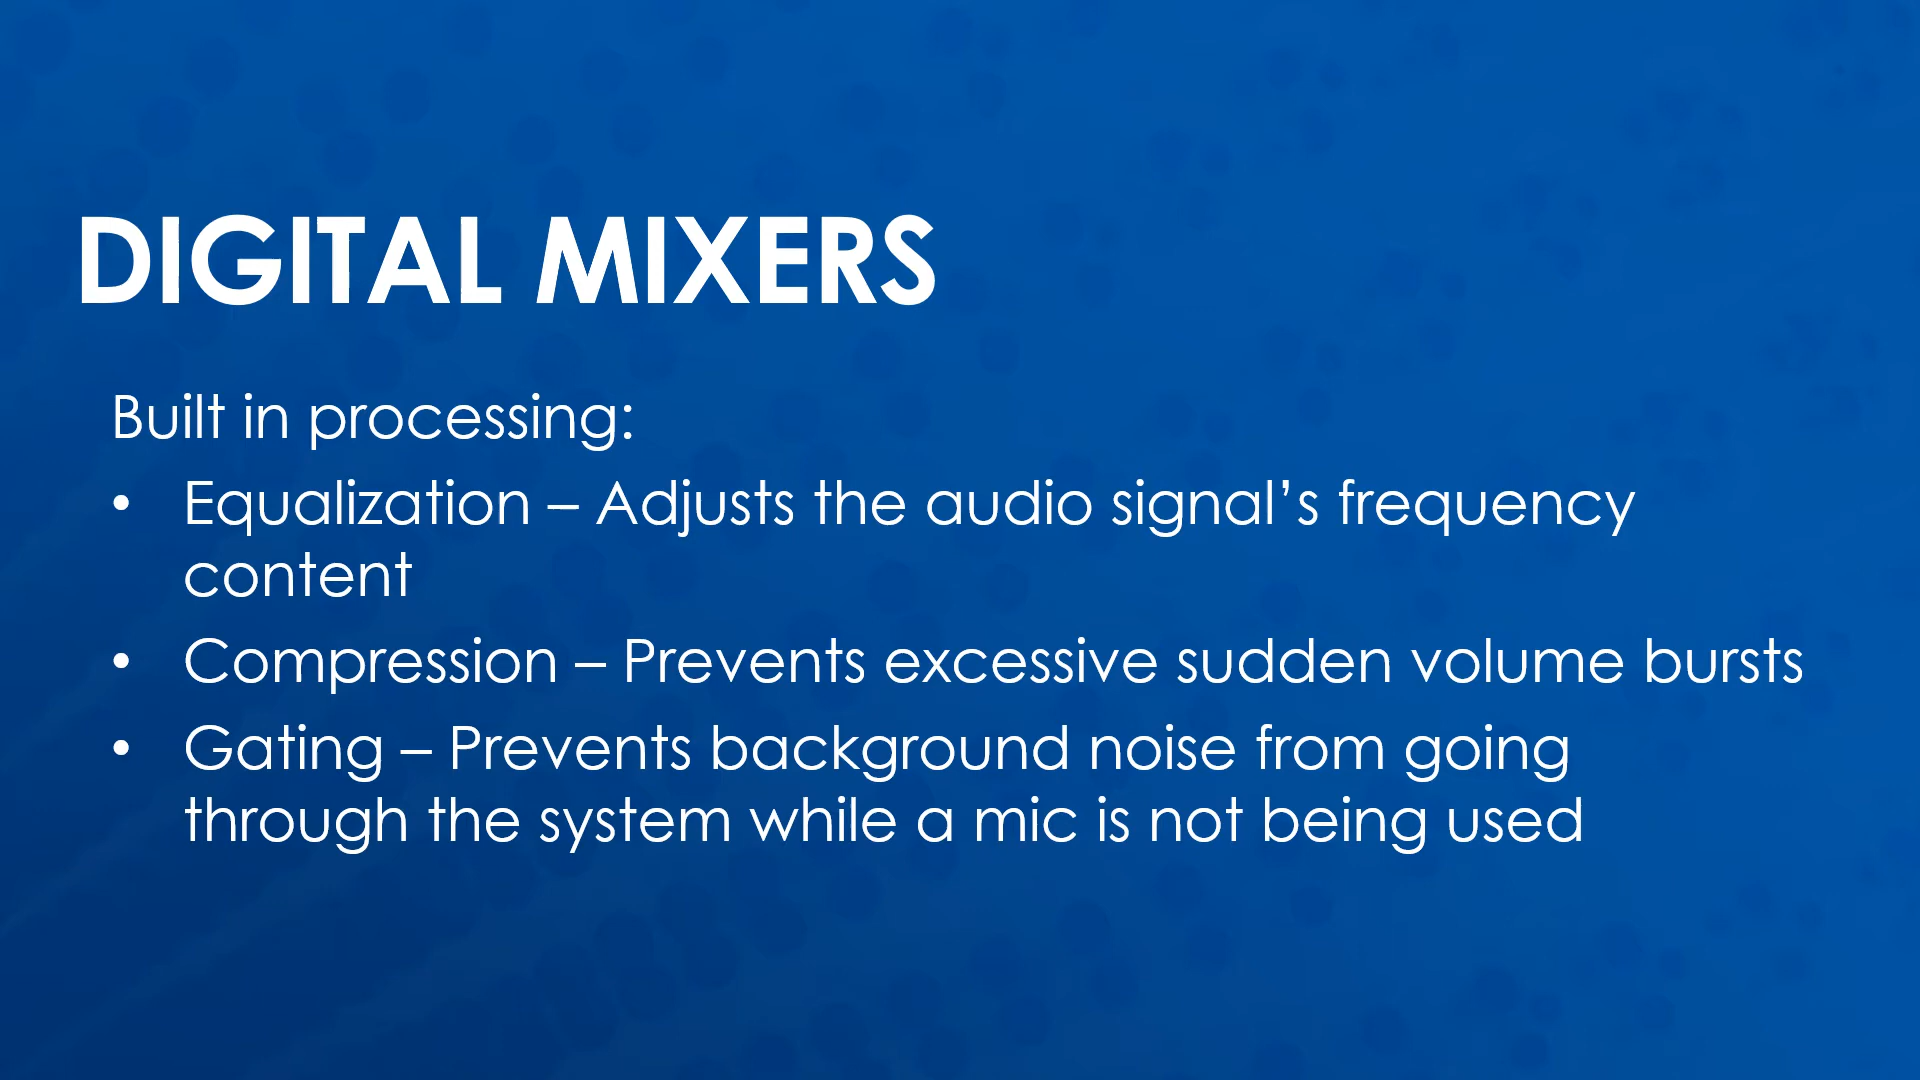 DIGITAL MIXERS
Built in processing:
• Equalization – Adjusts the audio signal’s frequency
content
• Compression – Prevents excessive sudden volume bursts
• Gating – Prevents background noise from going
through the system while a mic is not being used